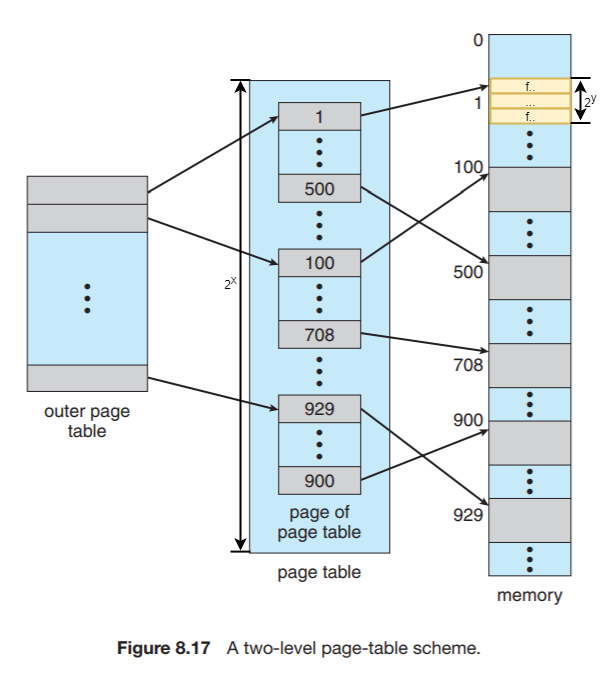 0
f..
1
...
2^y
f..
1
100
500
100
500
2^x
708
708
929
900
outer page
table
900
929
page of
page table
page table
memory
Figure 8.17 A two-level page-table scheme.